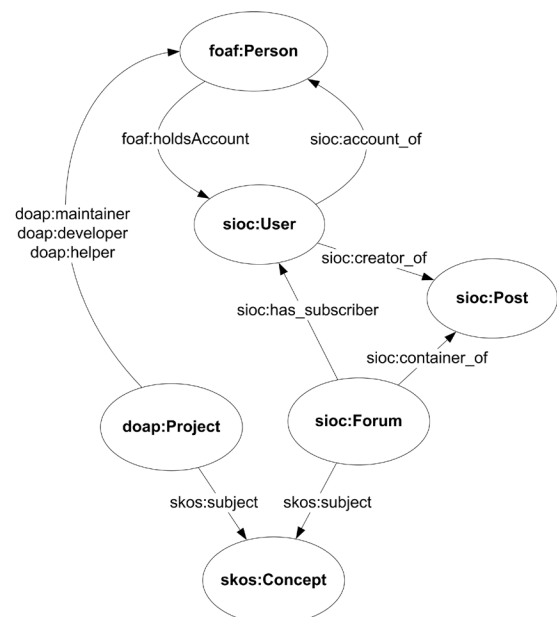 foaf:Person
foaf:holdsAccount
sioc:account_of
doap:maintainer
doap:developer
doap:helper
sioc:User
sioc:creator_of
sioc:Post
sioc:has_subscriber
sioc:container_of
doap:Project
sioc:Forum
skos:subject
skos:subject
skos:Concept